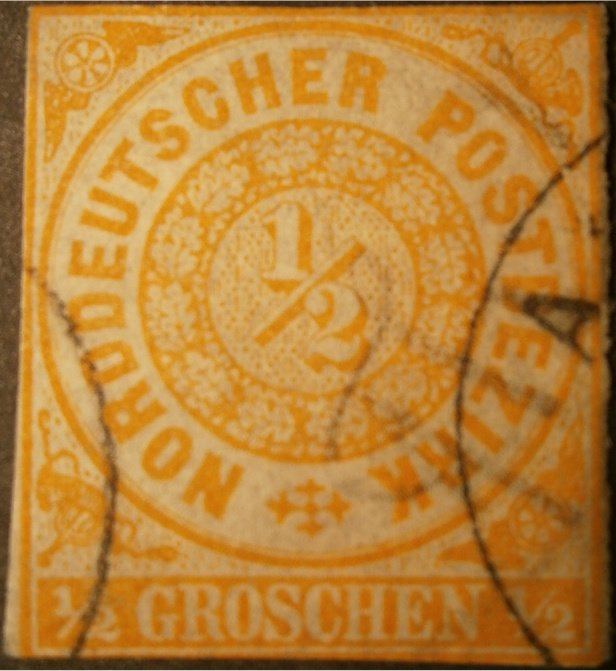 NORDDEUTSCHER POSTBEZIRK
1/2
1/2 GROSCHEN 1/2
A